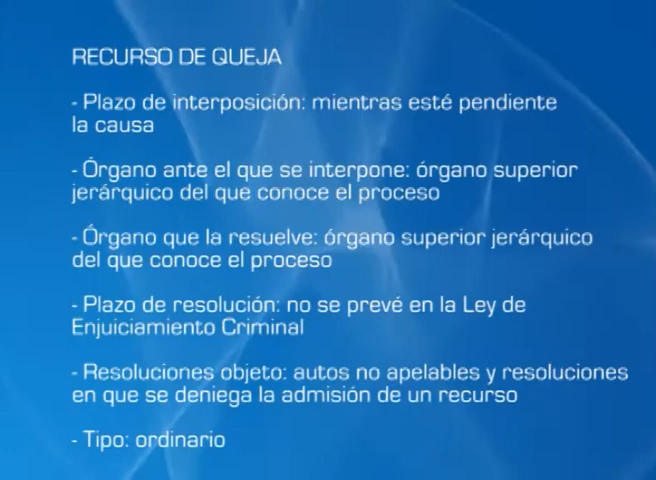 RECURSO DE QUEJA
- Plazo de interposición: mientras esté pendiente
la causa
- Órgano ante el que se interpone: órgano superior
jerárquico del que conoce el proceso
- Órgano que la resuelve: órgano superior jerárquico
del que conoce el proceso
- Plazo de resolución: no se prevé en la Ley de
Enjuiciamiento Criminal
- Resoluciones objeto: autos no apelables y resoluciones
en que se deniega la admisión de un recurso
- Tipo: ordinario